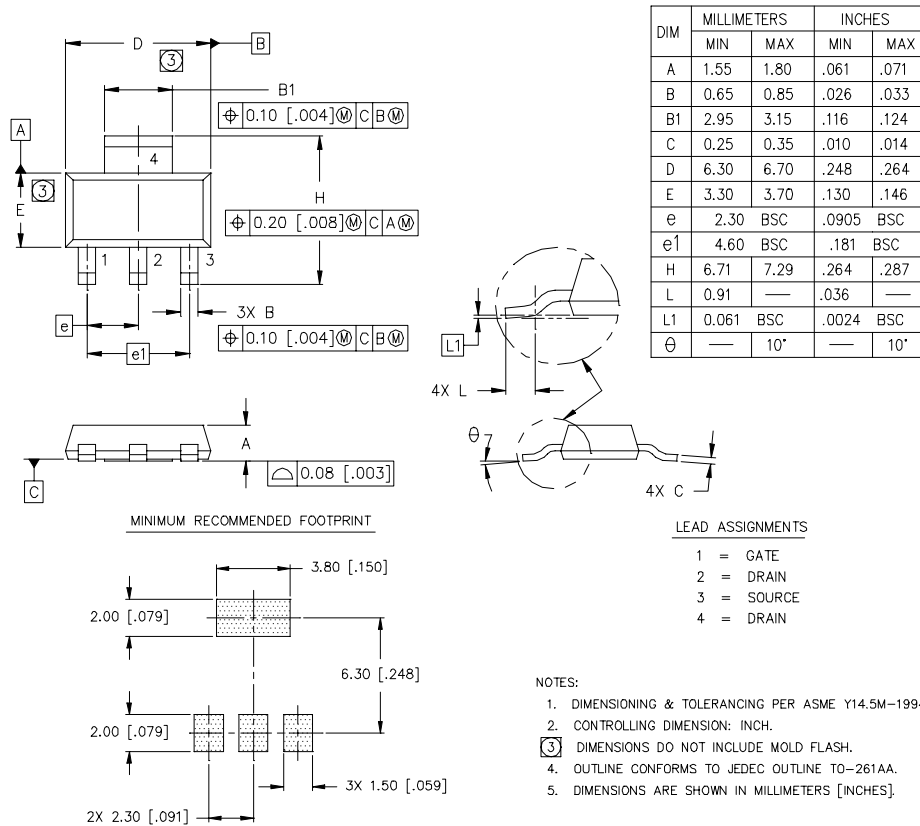 D
B
3
B1
⌖ 0.10 [.004] Ⓜ C B Ⓜ
A
4
3
E
H
⌖ 0.20 [.008] Ⓜ C A Ⓜ
1 2 3
e
3X B
e1
⌖ 0.10 [.004] Ⓜ C B Ⓜ
L1
4X L
A
C
⌓ 0.08 [.003]
θ
4X C
DIM MILLIMETERS INCHES
MIN MAX MIN MAX
A 1.55 1.80 .061 .071
B 0.65 0.85 .026 .033
B1 2.95 3.15 .116 .124
C 0.25 0.35 .010 .014
D 6.30 6.70 .248 .264
E 3.30 3.70 .130 .146
e 2.30 BSC .0905 BSC
e1 4.60 BSC .181 BSC
H 6.71 7.29 .264 .287
L 0.91 — .036 —
L1 0.061 BSC .0024 BSC
θ — 10° — 10°
MINIMUM RECOMMENDED FOOTPRINT
3.80 [.150]
2.00 [.079]
6.30 [.248]
2.00 [.079]
3X 1.50 [.059]
2X 2.30 [.091]
LEAD ASSIGNMENTS
1 = GATE
2 = DRAIN
3 = SOURCE
4 = DRAIN
NOTES:
1. DIMENSIONING & TOLERANCING PER ASME Y14.5M-199
2. CONTROLLING DIMENSION: INCH.
3 DIMENSIONS DO NOT INCLUDE MOLD FLASH.
4. OUTLINE CONFORMS TO JEDEC OUTLINE TO-261AA.
5. DIMENSIONS ARE SHOWN IN MILLIMETERS [INCHES].